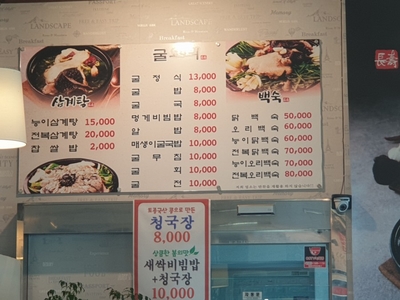 LANDSCAPE
Breakfast
삼계탕
능이삼계탕 15,000
전복삼계탕 20,000
찹쌀밥 2,000
굴
굴정식 13,000
굴밥 8,000
굴국 8,000
멍게비빔밥 8,000
알밥 8,000
매생이굴국밥 10,000
굴무침 10,000
굴회 10,000
굴전 10,000
백숙
닭백숙 50,000
오리백숙 60,000
능이닭백숙 60,000
전복닭백숙 70,000
능이오리백숙 70,000
전복오리백숙 80,000
청국장
8,000
새싹비빔밥
+청국장
10,000